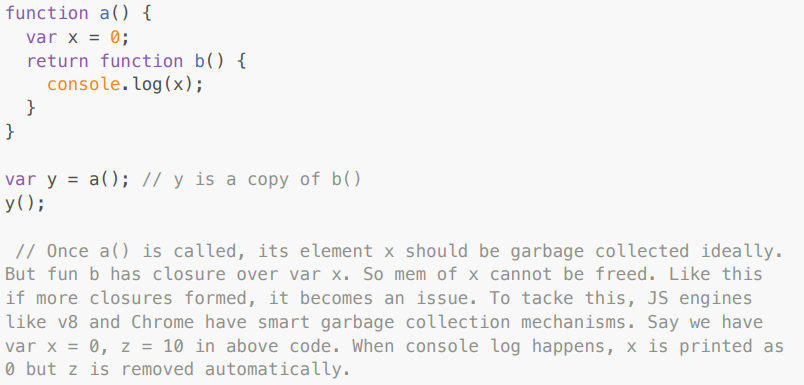 function a() {
  var x = 0;
  return function b() {
    console.log(x);
  }
}

var y = a(); // y is a copy of b()
y();

 // Once a() is called, its element x should be garbage collected ideally.
But fun b has closure over var x. So mem of x cannot be freed. Like this
if more closures formed, it becomes an issue. To tacke this, JS engines
like v8 and Chrome have smart garbage collection mechanisms. Say we have
var x = 0, z = 10 in above code. When console log happens, x is printed as
0 but z is removed automatically.